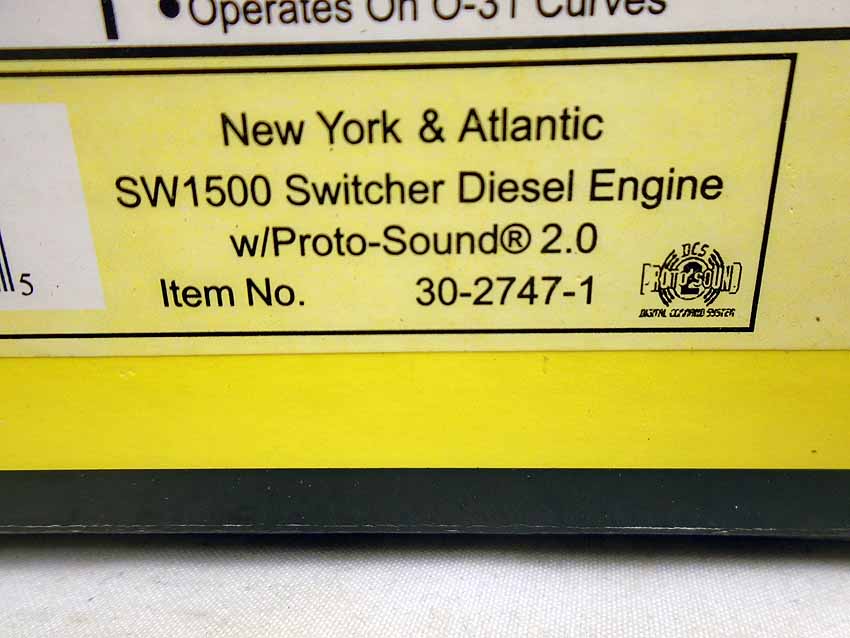 •Operates On O-31 Curves
New York & Atlantic
SW1500 Switcher Diesel Engine
w/Proto-Sound® 2.0
Item No. 30-2747-1
5
DCS
PROTO SOUND
2
DIGITAL COMMAND SYSTEM